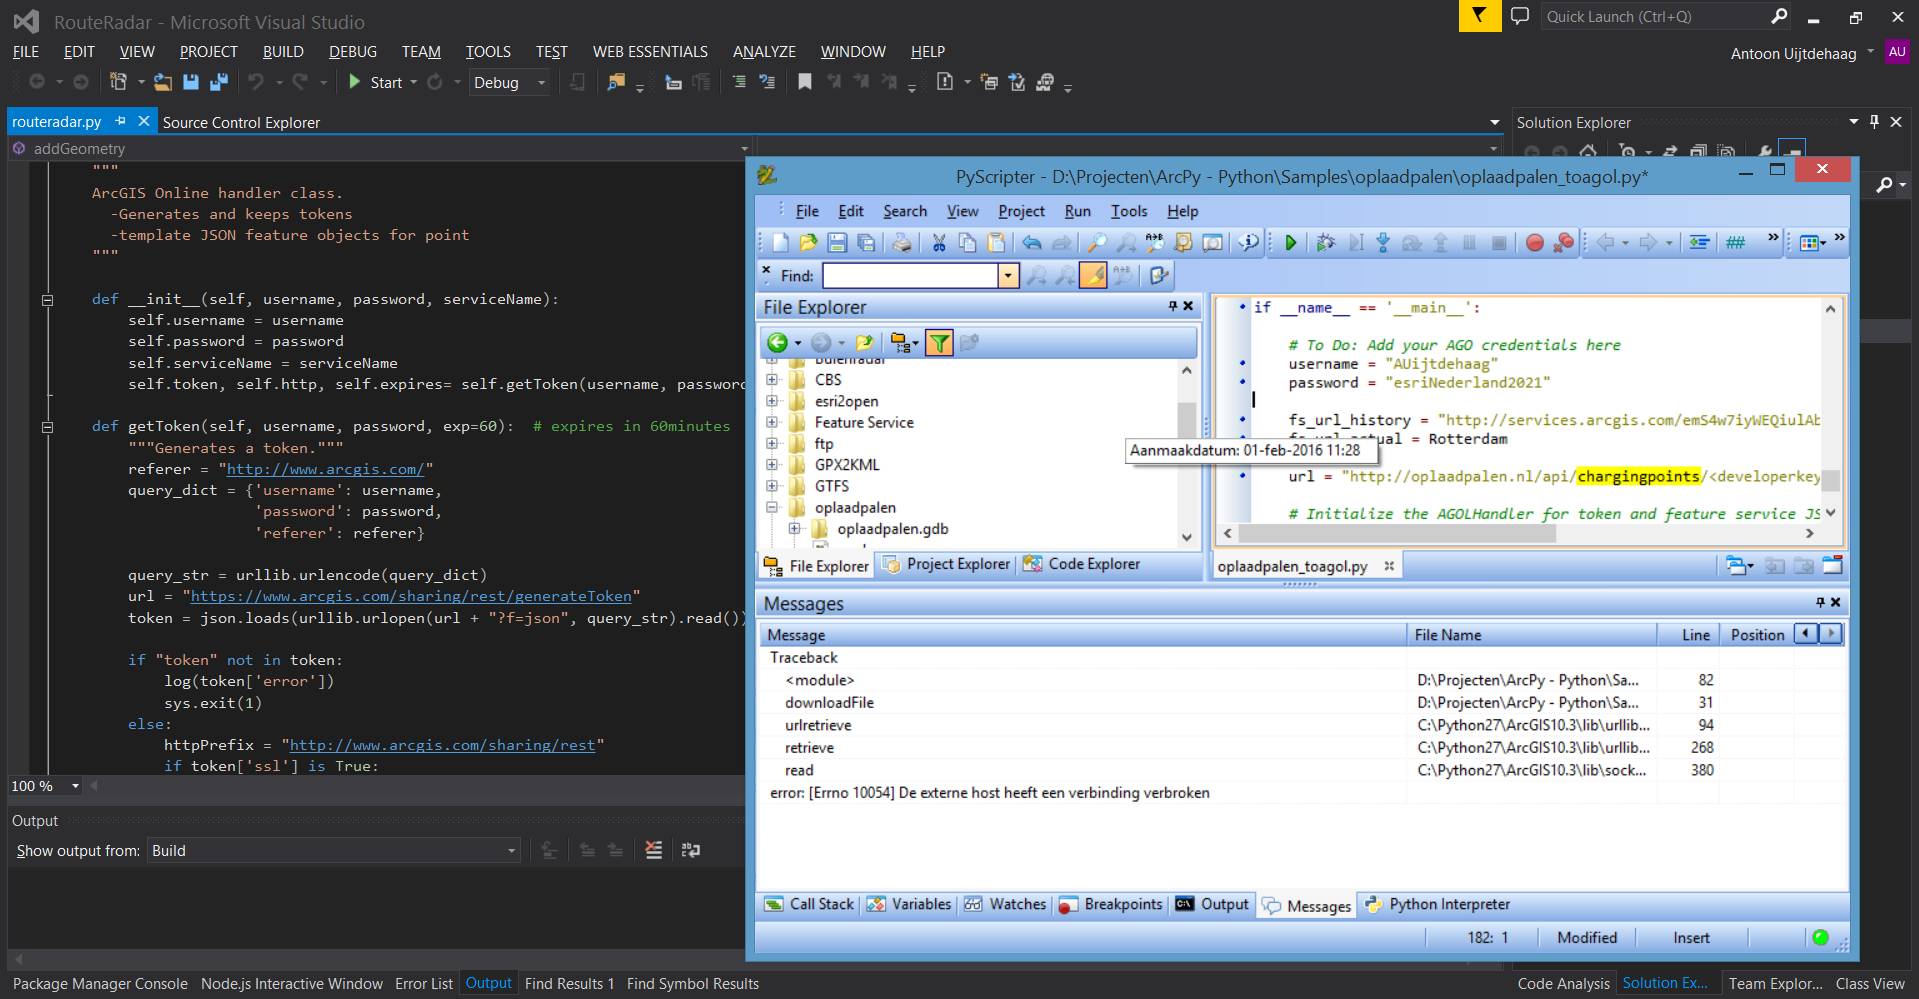 RouteRadar - Microsoft Visual Studio
Quick Launch (Ctrl+Q)
FILE EDIT VIEW PROJECT BUILD DEBUG TEAM TOOLS TEST WEB ESSENTIALS ANALYZE WINDOW HELP
Antoon Uijtdehaag AU
Start Debug
routeradar.py Source Control Explorer
Solution Explorer
addGeometry
"""
ArcGIS Online handler class.
-Generates and keeps tokens
-template JSON feature objects for point
"""
def __init__(self, username, password, serviceName):
self.username = username
self.password = password
self.serviceName = serviceName
self.token, self.http, self.expires= self.getToken(username, password
def getToken(self, username, password, exp=60): # expires in 60minutes
"""Generates a token."""
referer = "http://www.arcgis.com/"
query_dict = {'username': username,
'password': password,
'referer': referer}
query_str = urllib.urlencode(query_dict)
url = "https://www.arcgis.com/sharing/rest/generateToken"
token = json.loads(urllib.urlopen(url + "?f=json", query_str).read())
if "token" not in token:
log(token['error'])
sys.exit(1)
else:
httpPrefix = "http://www.arcgis.com/sharing/rest"
if token['ssl'] is True:
100 %
Output
Show output from: Build
PyScripter - D:\Projecten\ArcPy - Python\Samples\oplaadpalen\oplaadpalen_toagol.py*
File Edit Search View Project Run Tools Help
Find:
File Explorer
CBS
esri2open
Feature Service
ftp
GPX2KML
GTFS
oplaadpalen
oplaadpalen.gdb
File Explorer Project Explorer Code Explorer
if __name__ == '__main__':
# To Do: Add your AGO credentials here
username = "AUijtdehaag"
password = "esriNederland2021"
fs_url_history = "http://services.arcgis.com/emS4w7iyWEQiulAb
fs_url_actual = Rotterdam
Aanmaakdatum: 01-feb-2016 11:28
url = "http://oplaadpalen.nl/api/chargingpoints/<developerkey
# Initialize the AGOLHandler for token and feature service JS
oplaadpalen_toagol.py
Messages
Message File Name Line Position
Traceback
<module> D:\Projecten\ArcPy - Python\Sa... 82
downloadFile D:\Projecten\ArcPy - Python\Sa... 31
urlretrieve C:\Python27\ArcGIS10.3\lib\urllib... 94
retrieve C:\Python27\ArcGIS10.3\lib\urllib... 268
read C:\Python27\ArcGIS10.3\lib\sock... 380
error: [Errno 10054] De externe host heeft een verbinding verbroken
Call Stack Variables Watches Breakpoints Output Messages Python Interpreter
182: 1 Modified Insert
Package Manager Console Node.js Interactive Window Error List Output Find Results 1 Find Symbol Results
Code Analysis Solution Ex... Team Explor... Class View